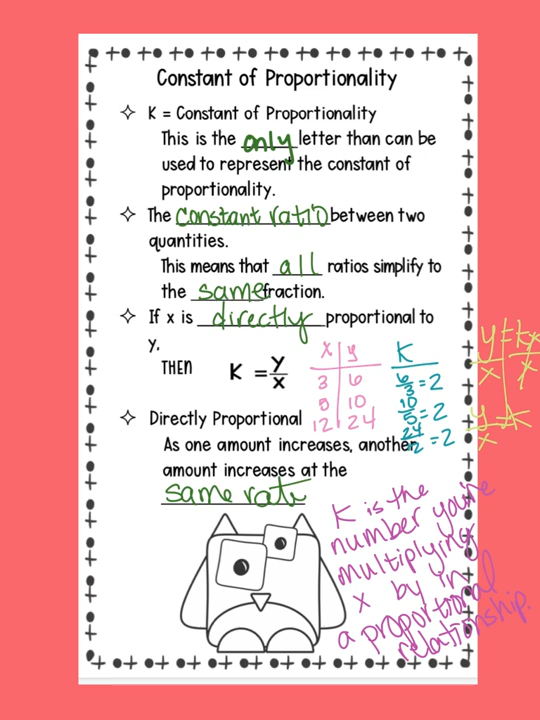 Constant of Proportionality
K = Constant of Proportionality
This is the only letter than can be
used to represent the constant of
proportionality.
The constant ratio between two
quantities.
This means that all ratios simplify to
the same fraction.
If x is directly proportional to
y,
THEN K = y/x
x | y
3 | 6
5 | 10
12 | 24
K
6/3 = 2
10/5 = 2
24/12 = 2
y = kx
x x
y/x = k
Directly Proportional
As one amount increases, another
amount increases at the
same rate
K is the
number you're
multiplying
x by in
a proportional
relationship.